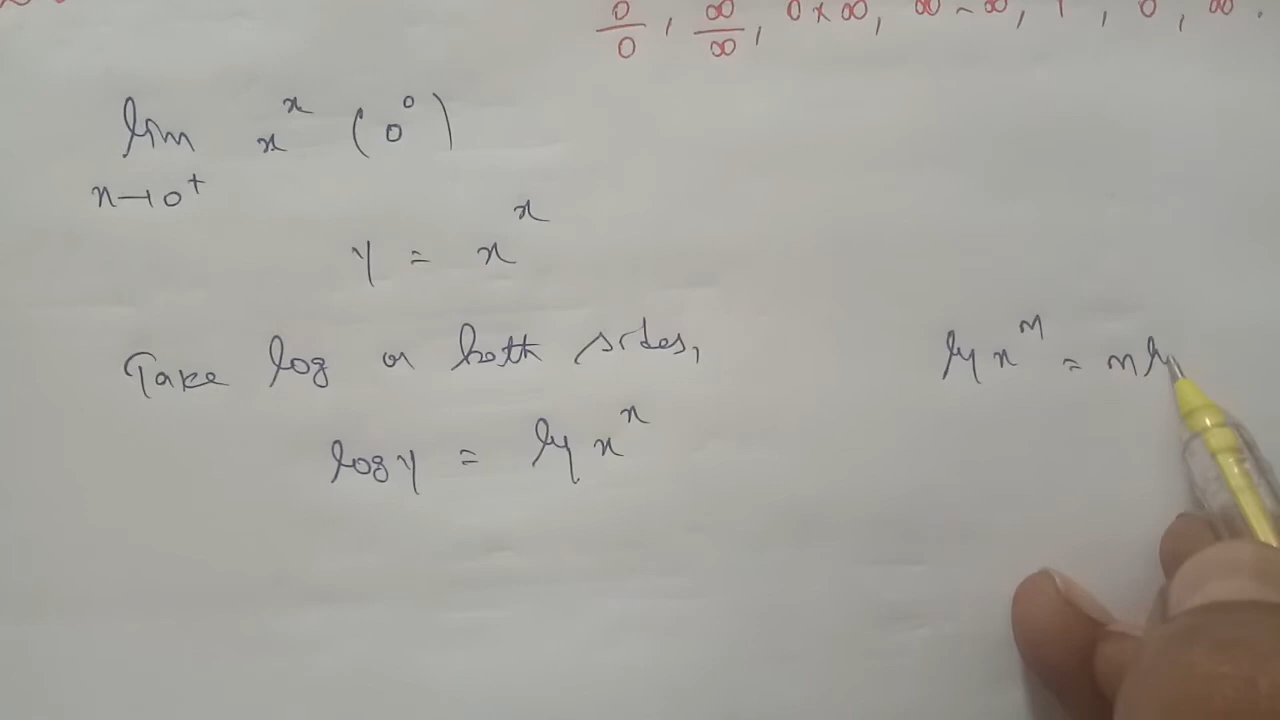 0/0, ∞/∞, 0×∞, ∞-∞, 1, 0, ∞.
lim x^x (0^0)
x→0+
y = x^x
Take log on both sides,
log y = log x^x
log x^m = m log